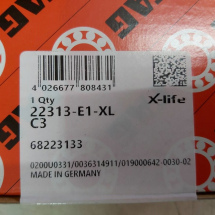 4 026677 808431
1 Qty
X-life
22313-E1-XL
C3
68223133
0200U0331/0036314911/019000642-0030-02
MADE IN GERMANY